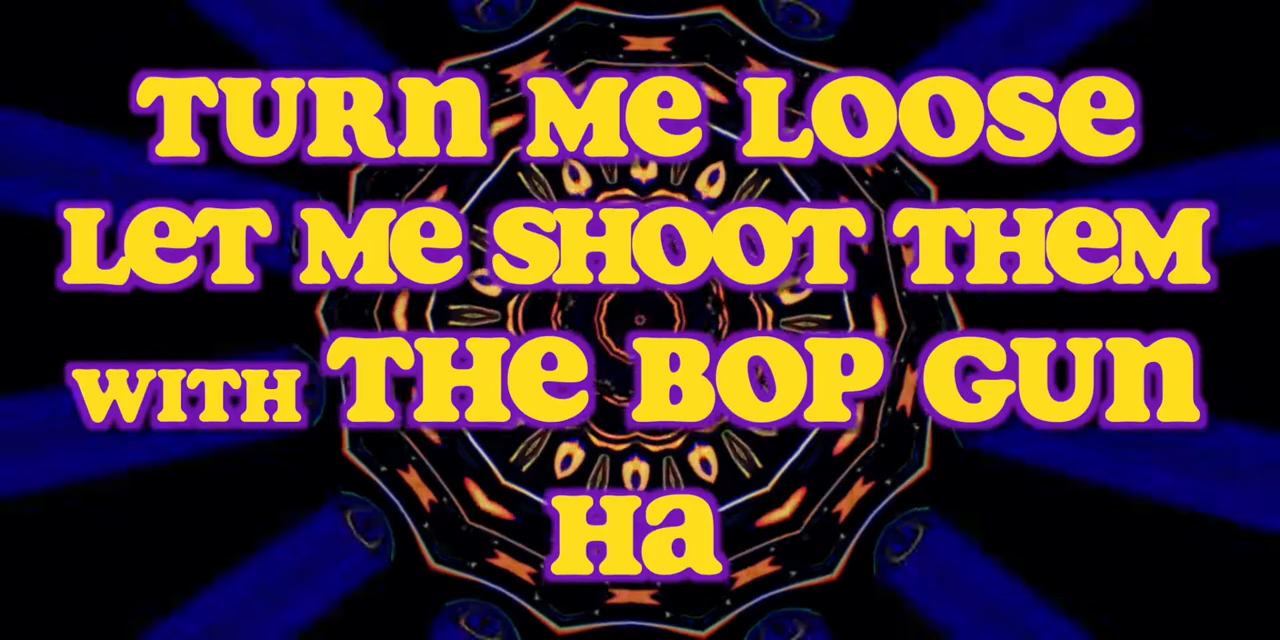 TURN ME LOOSE
LET ME SHOOT THEM
WITH THE BOP GUN
HA